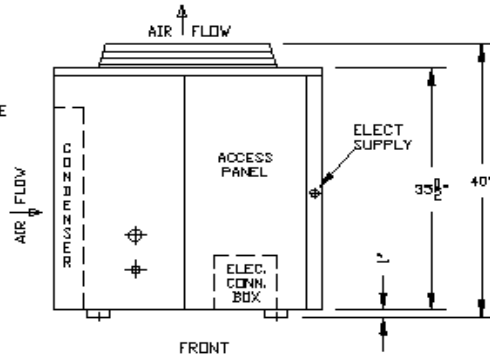 AIR FLOW
E
CONDENSER
AIR FLOW
ACCESS
PANEL
ELECT
SUPPLY
ELEC.
CONN.
BOX
40"
FRONT